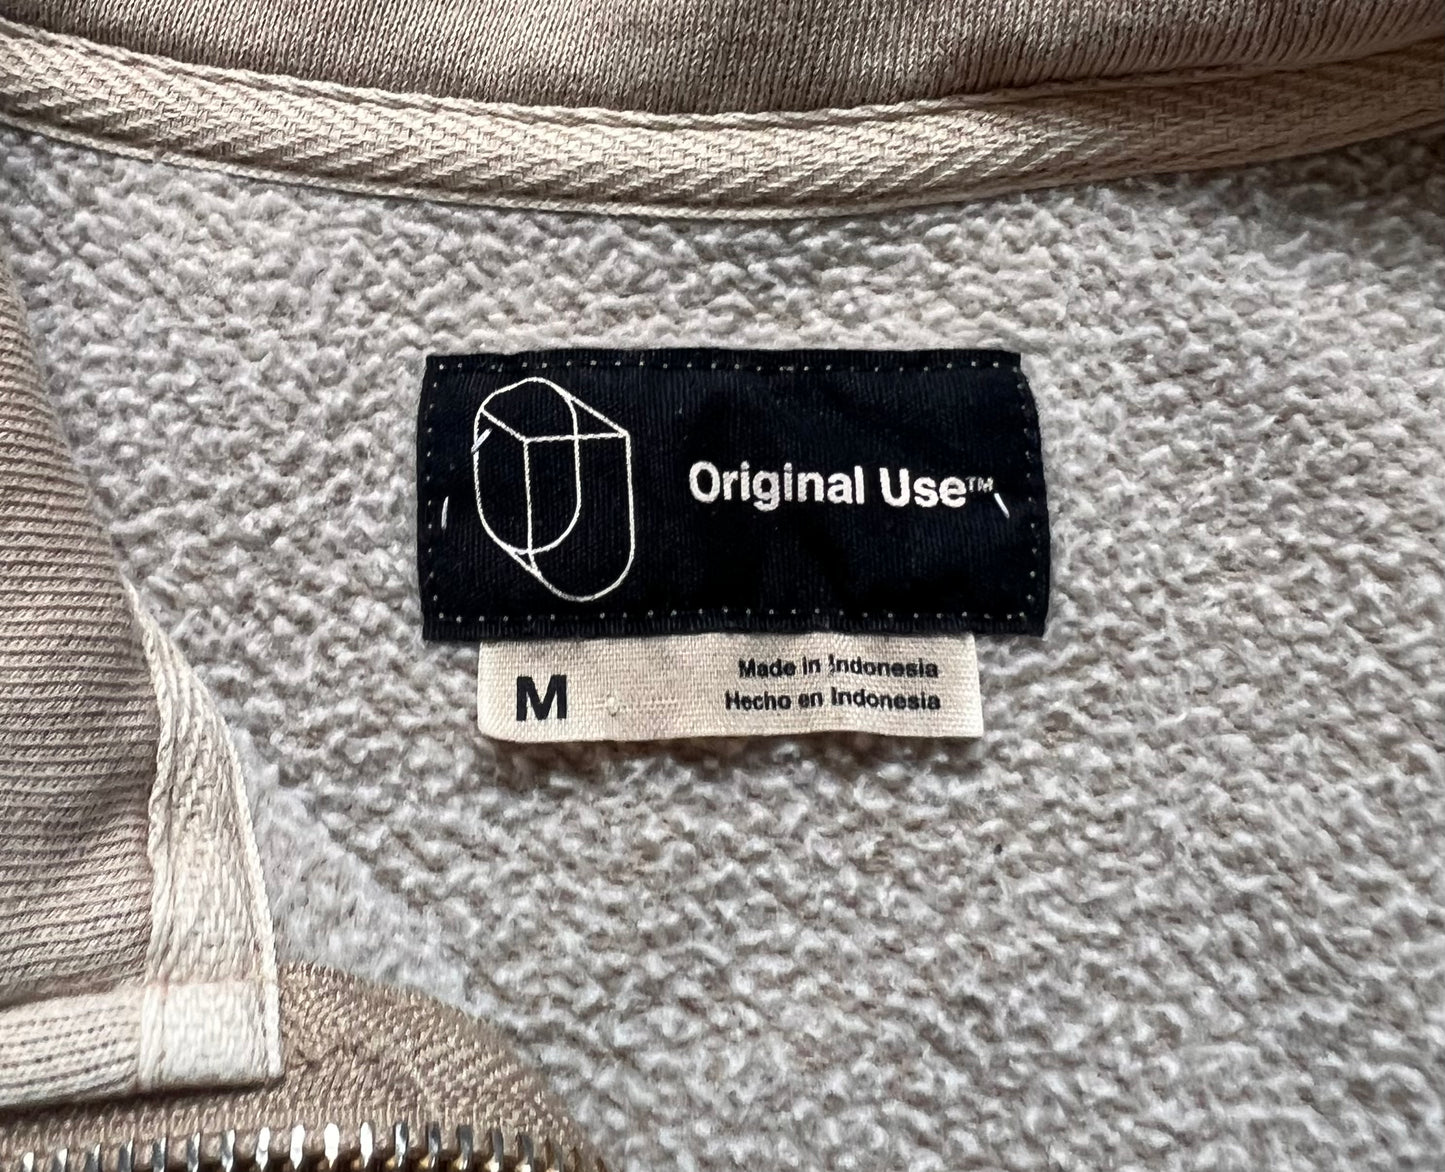 Original Use™
M
Made in Indonesia
Hecho en Indonesia